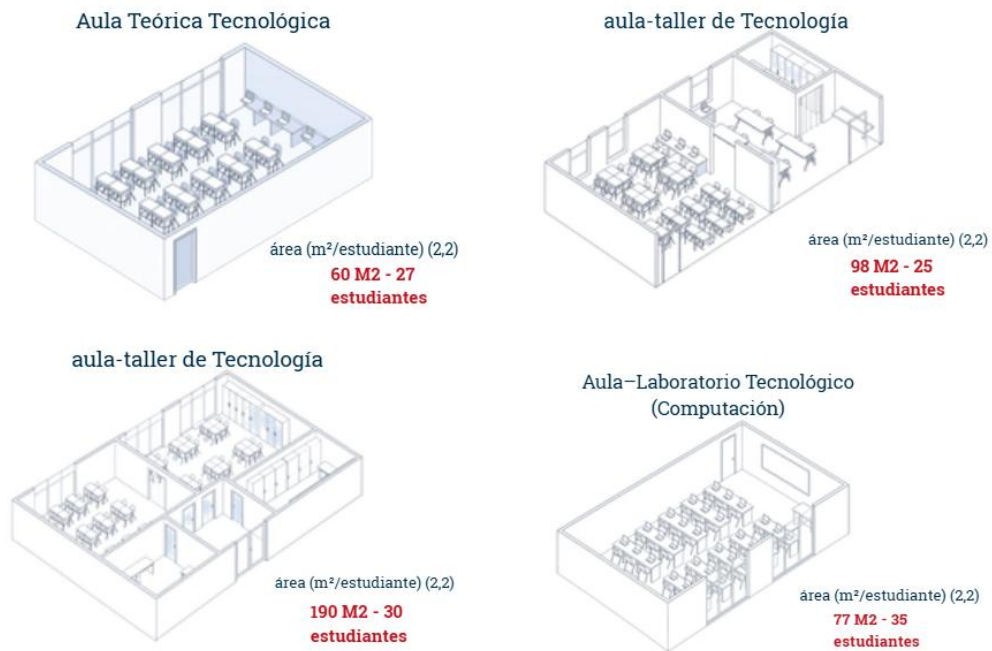 Aula Teórica Tecnológica
área (m²/estudiante) (2,2)
60 M2 - 27
estudiantes
aula-taller de Tecnología
área (m²/estudiante) (2,2)
98 M2 - 25
estudiantes
aula-taller de Tecnología
área (m²/estudiante) (2,2)
190 M2 - 30
estudiantes
Aula–Laboratorio Tecnológico
(Computación)
área (m²/estudiante) (2,2)
77 M2 - 35
estudiantes